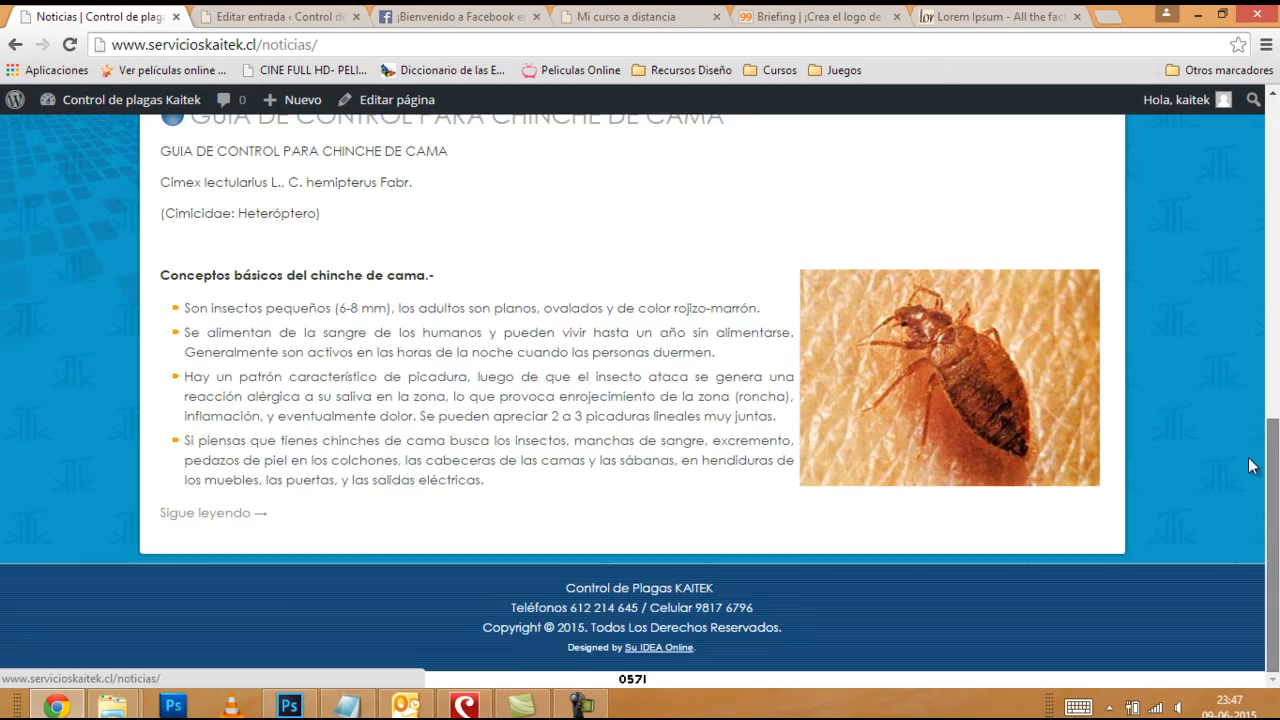 Noticias | Control de plag
Editar entrada ‹ Control d
¡Bienvenido a Facebook e
Mi curso a distancia
99 Briefing | ¡Crea el logo de
lor Lorem Ipsum - All the fac
www.servicioskaitek.cl/noticias/
Aplicaciones
Ver películas online ...
CINE FULL HD- PELI...
Diccionario de las E...
Peliculas Online
Recursos Diseño
Cursos
Juegos
Otros marcadores
Control de plagas Kaitek
0
Nuevo
Editar página
Hola, kaitek
GUIA DE CONTROL PARA CHINCHE DE CAMA
GUIA DE CONTROL PARA CHINCHE DE CAMA
Cimex lectularius L., C. hemipterus Fabr.
(Cimicidae: Heteróptero)
Conceptos básicos del chinche de cama.-
Son insectos pequeños (6-8 mm), los adultos son planos, ovalados y de color rojizo-marrón.
Se alimentan de la sangre de los humanos y pueden vivir hasta un año sin alimentarse.
Generalmente son activos en las horas de la noche cuando las personas duermen.
Hay un patrón característico de picadura, luego de que el insecto ataca se genera una
reacción alérgica a su saliva en la zona, lo que provoca enrojecimiento de la zona (roncha),
inflamación, y eventualmente dolor. Se pueden apreciar 2 a 3 picaduras lineales muy juntas.
Si piensas que tienes chinches de cama busca los insectos, manchas de sangre, excremento,
pedazos de piel en los colchones, las cabeceras de las camas y las sábanas, en hendiduras de
los muebles, las puertas, y las salidas eléctricas.
Sigue leyendo →
Control de Plagas KAITEK
Teléfonos 612 214 645 / Celular 9817 6796
Copyright © 2015. Todos Los Derechos Reservados.
Designed by Su IDEA Online.
www.servicioskaitek.cl/noticias/
0571
Ps
Ps
23:47
09-06-2015